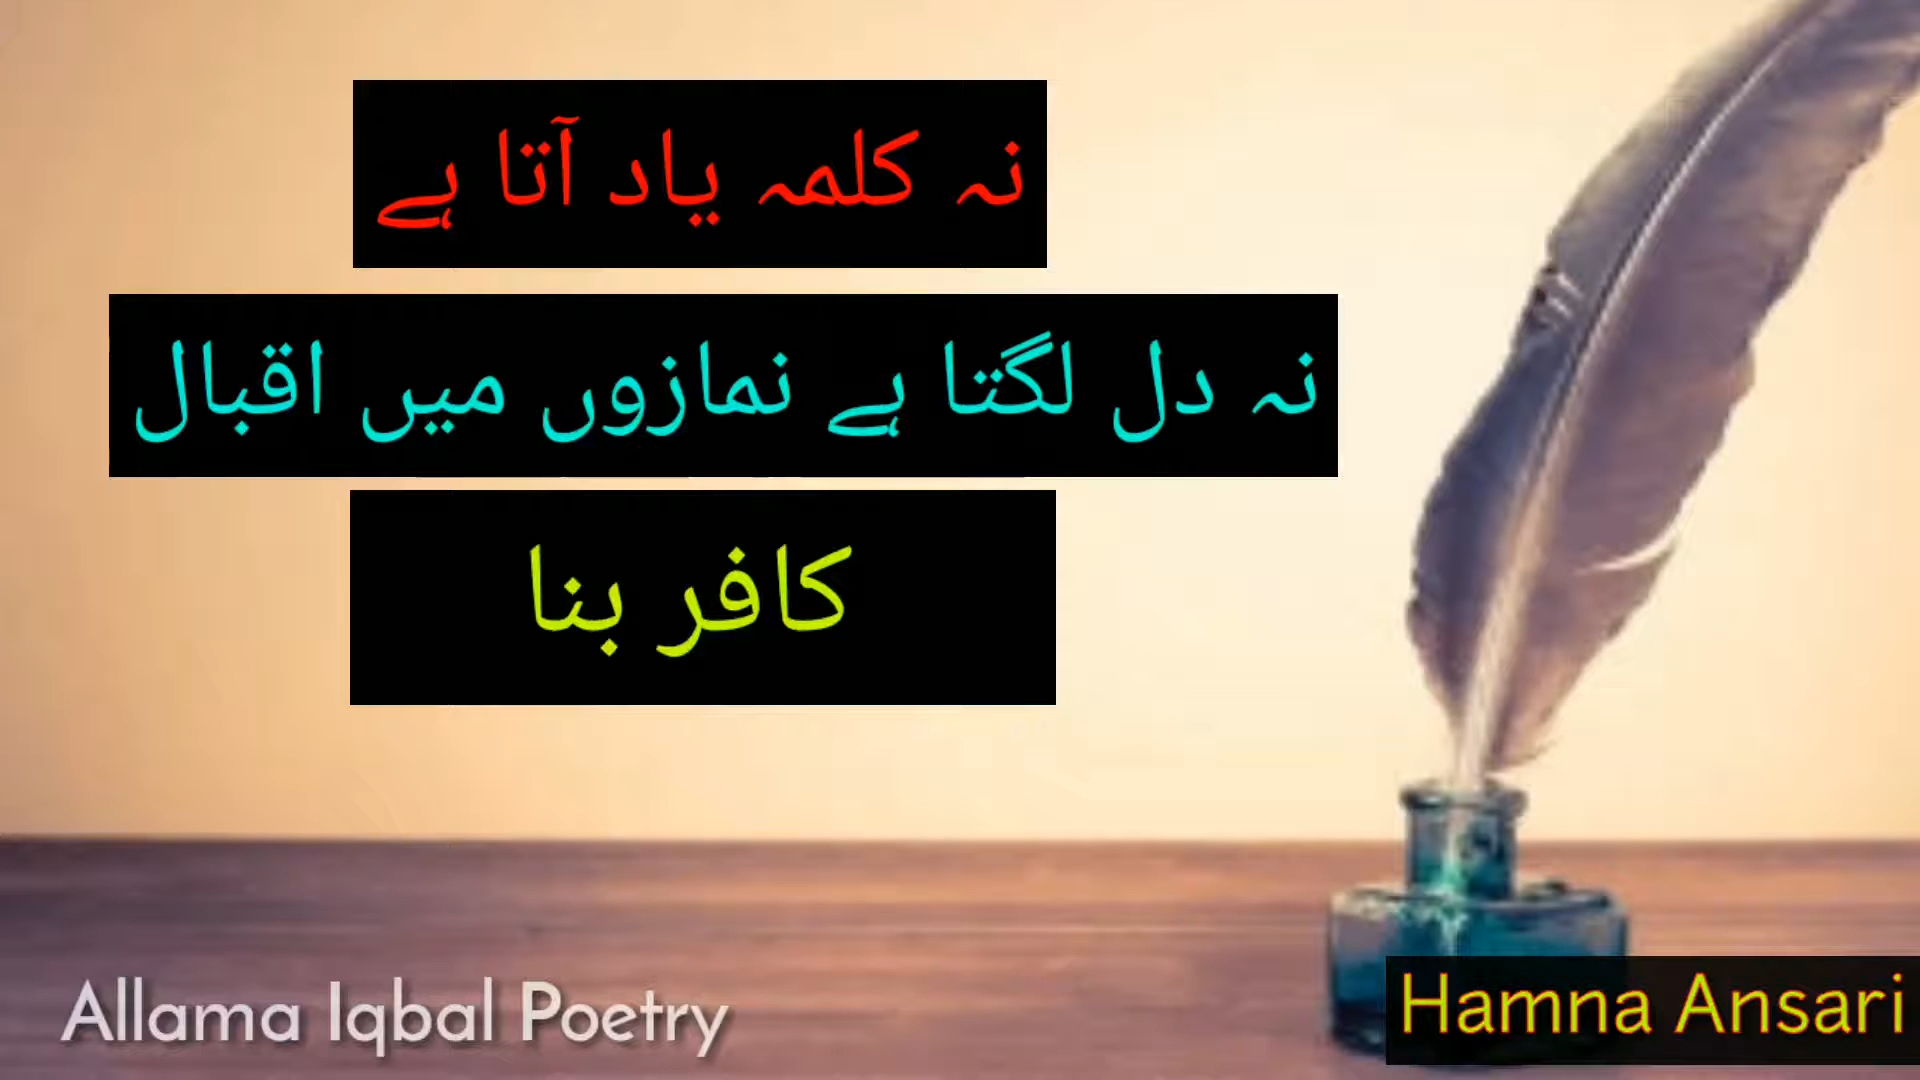 نہ کلمہ یاد آتا ہے
نہ دل لگتا ہے نمازوں میں اقبال
کافر بنا
Allama Iqbal Poetry
Hamna Ansari